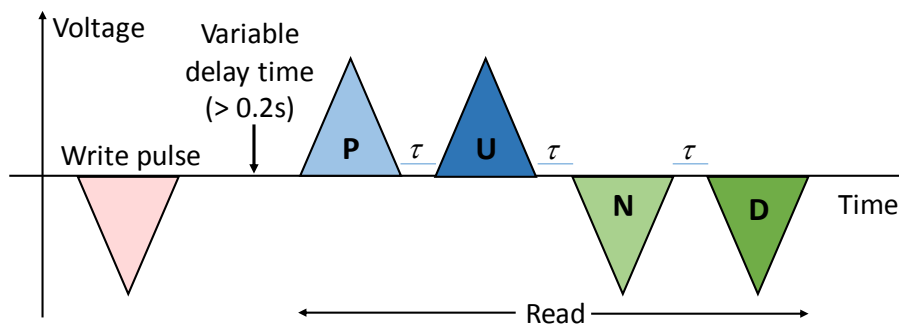 Voltage
Variable
delay time
(> 0.2s)
Write pulse
P
τ
U
τ
τ
N
D
Time
Read